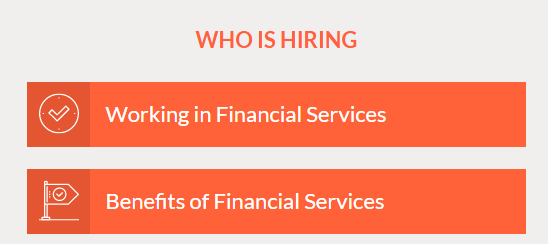 WHO IS HIRING
Working in Financial Services
Benefits of Financial Services